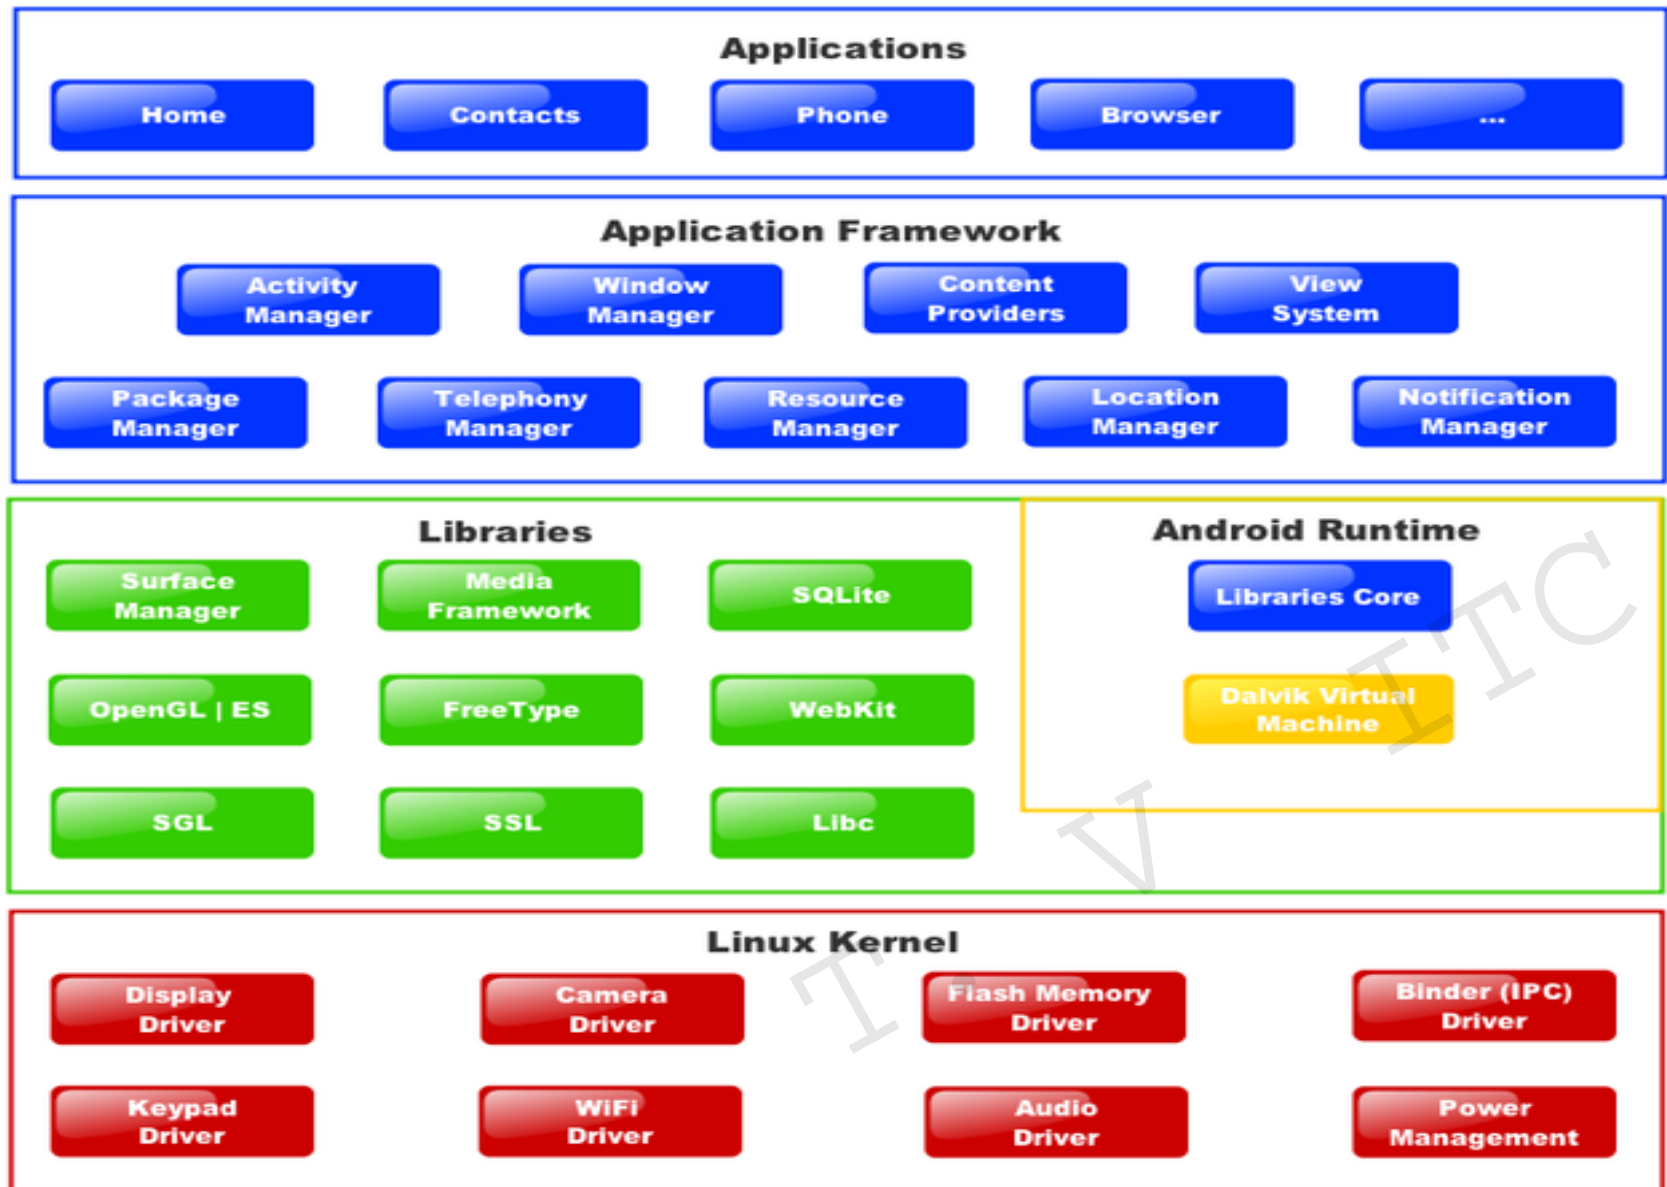 Applications
Home
Contacts
Phone
Browser
...
Application Framework
Activity
Manager
Window
Manager
Content
Providers
View
System
Package
Manager
Telephony
Manager
Resource
Manager
Location
Manager
Notification
Manager
Libraries
Surface
Manager
Media
Framework
SQLite
OpenGL | ES
FreeType
WebKit
SGL
SSL
Libc
Android Runtime
Libraries Core
Dalvik Virtual
Machine
Linux Kernel
Display
Driver
Camera
Driver
Flash Memory
Driver
Binder (IPC)
Driver
Keypad
Driver
WiFi
Driver
Audio
Driver
Power
Management
T. V ITC